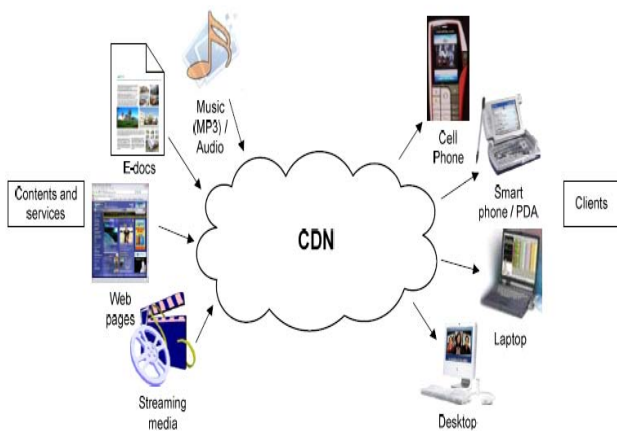 Music
(MP3) /
Audio
E-docs
Contents and
services
Web
pages
Streaming
media
CDN
Cell
Phone
Smart
phone / PDA
Clients
Laptop
Desktop